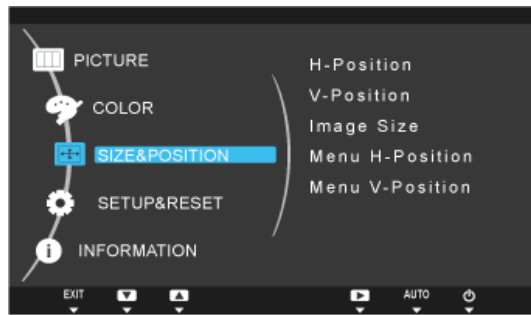 PICTURE
COLOR
SIZE&POSITION
SETUP&RESET
INFORMATION
H-Position
V-Position
Image Size
Menu H-Position
Menu V-Position
EXIT
AUTO